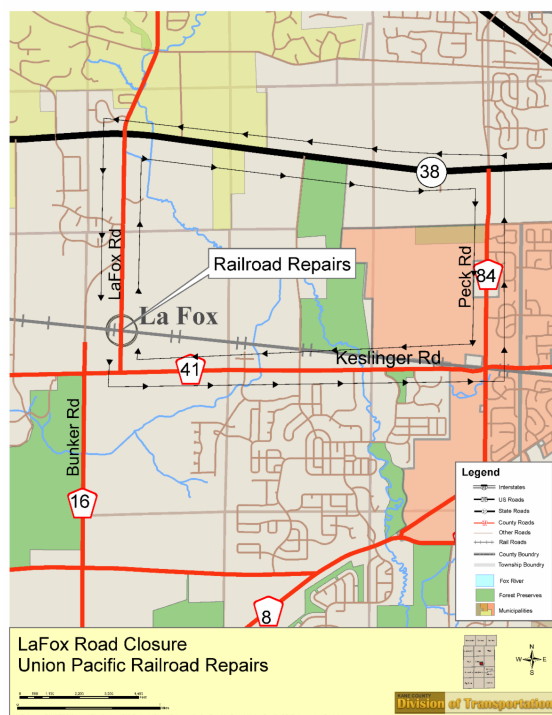 38
LaFox Rd
Railroad Repairs
Peck Rd
84
La Fox
Keslinger Rd
41
Bunker Rd
16
8
Legend
Interstates
US Roads
State Roads
County Roads
Other Roads
Rail Roads
County Boundry
Township Boundry
Fox River
Forest Preserves
Municipalities
LaFox Road Closure
Union Pacific Railroad Repairs
N
W E
S
KANE COUNTY
Division of Transportation